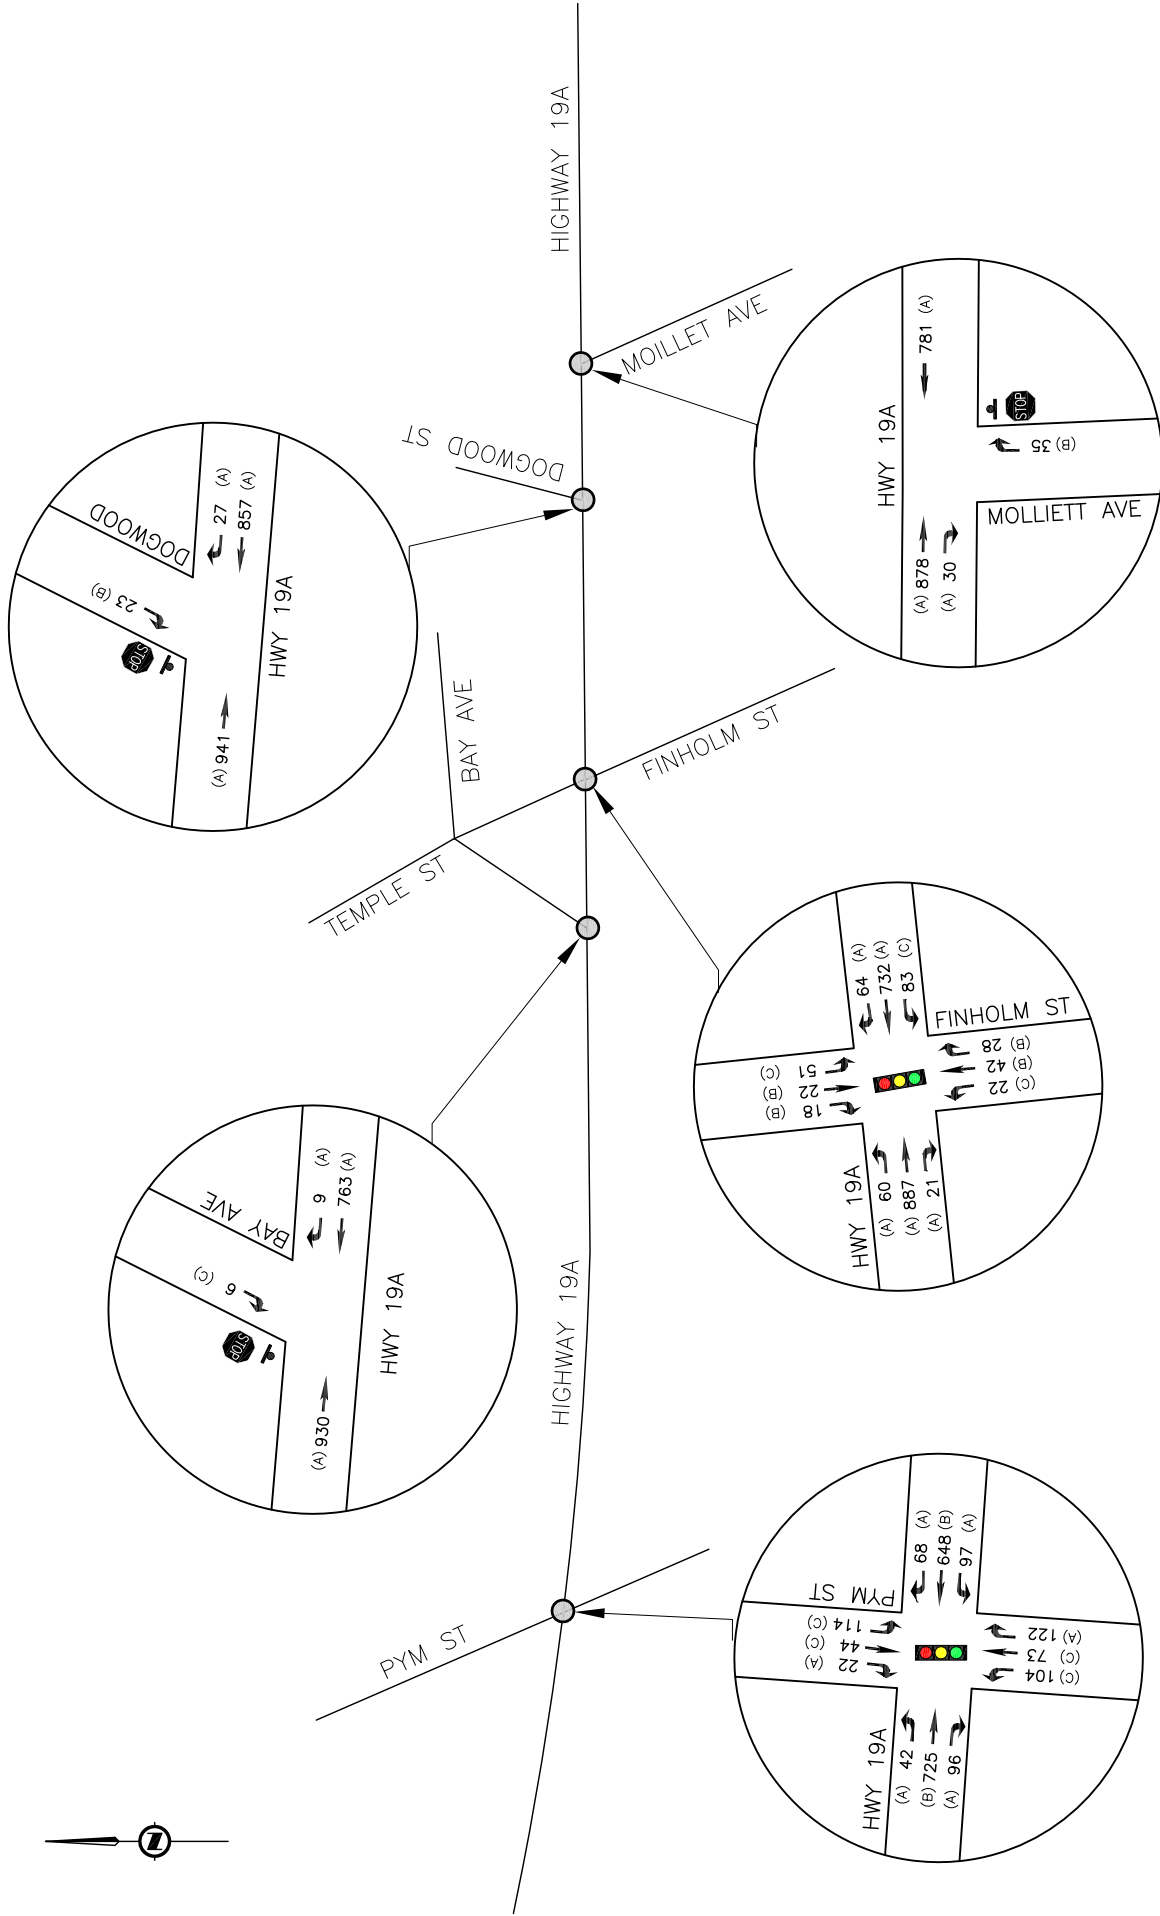 HIGHWAY 19A
MOILLET AVE
DOGWOOD ST
BAY AVE
FINHOLM ST
TEMPLE ST
HIGHWAY 19A
PYM ST
DOGWOOD
27 (A)
857 (A)
23 (B)
STOP
HWY 19A
(A) 941
781 (A)
HWY 19A
STOP
(B) 35
MOLLIETT AVE
(A) 878
(A) 30
64 (A)
732 (A)
83 (C)
FINHOLM ST
51 (C)
22 (B)
18 (B)
28 (B)
42 (B)
22 (C)
HWY 19A
(A) 60
(A) 887
(A) 21
BAY AVE
9 (A)
763 (A)
6 (C)
STOP
HWY 19A
(A) 930
68 (A)
648 (B)
97 (A)
PYM ST
114 (C)
44 (C)
22 (A)
(A) 122
(C) 73
(C) 104
HWY 19A
(A) 42
(B) 725
(A) 96
N